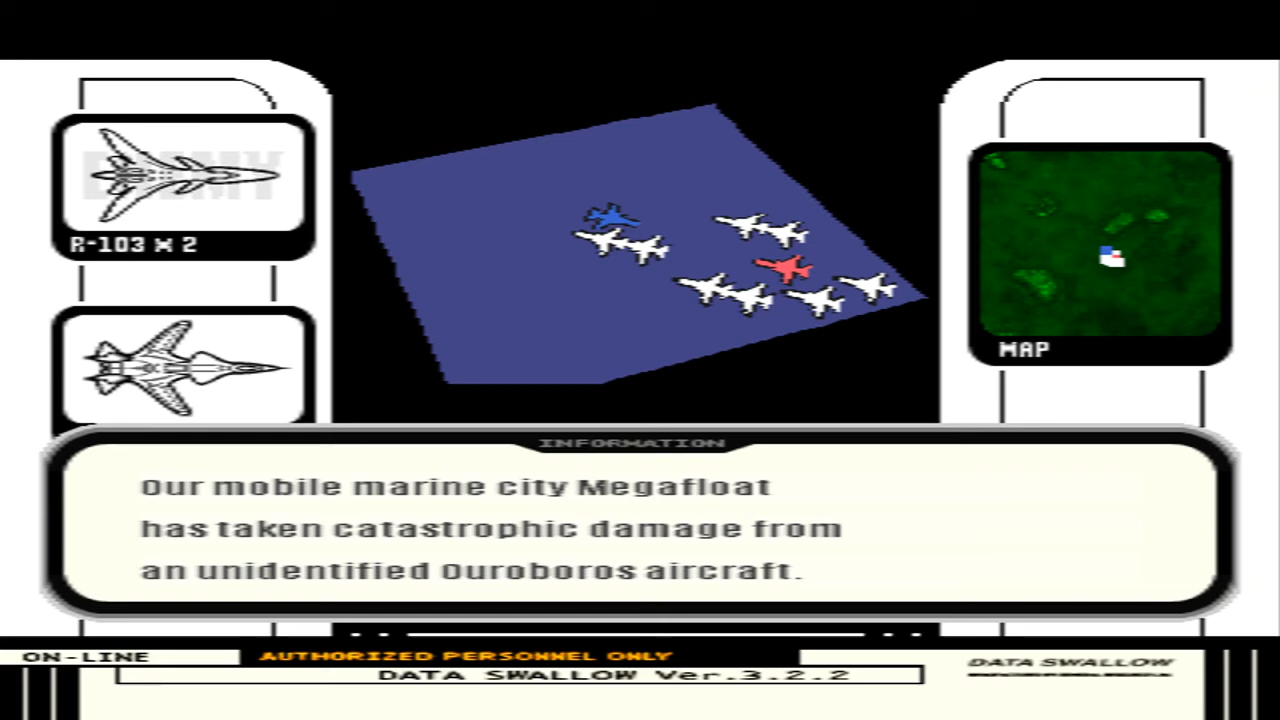 ENEMY
R-103 × 2
MAP
INFORMATION
Our mobile marine city Megafloat
has taken catastrophic damage from
an unidentified Ouroboros aircraft.
ON-LINE
AUTHORIZED PERSONNEL ONLY
DATA SWALLOW Ver.3.2.2
DATA SWALLOW